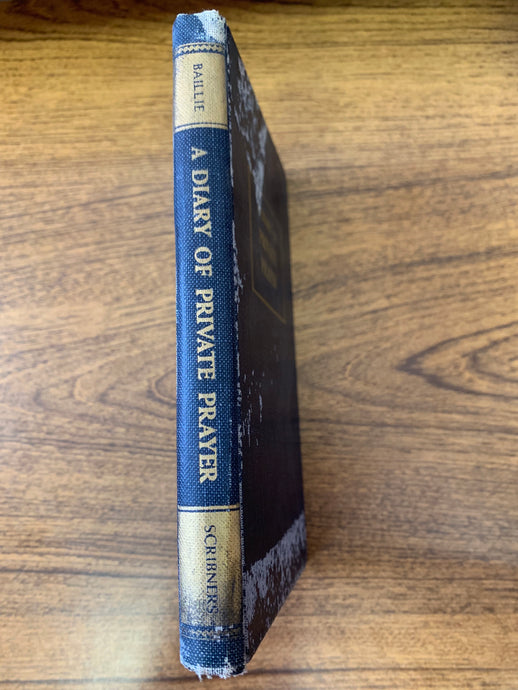 BAILLIE
A DIARY OF PRIVATE PRAYER
SCRIBNERS